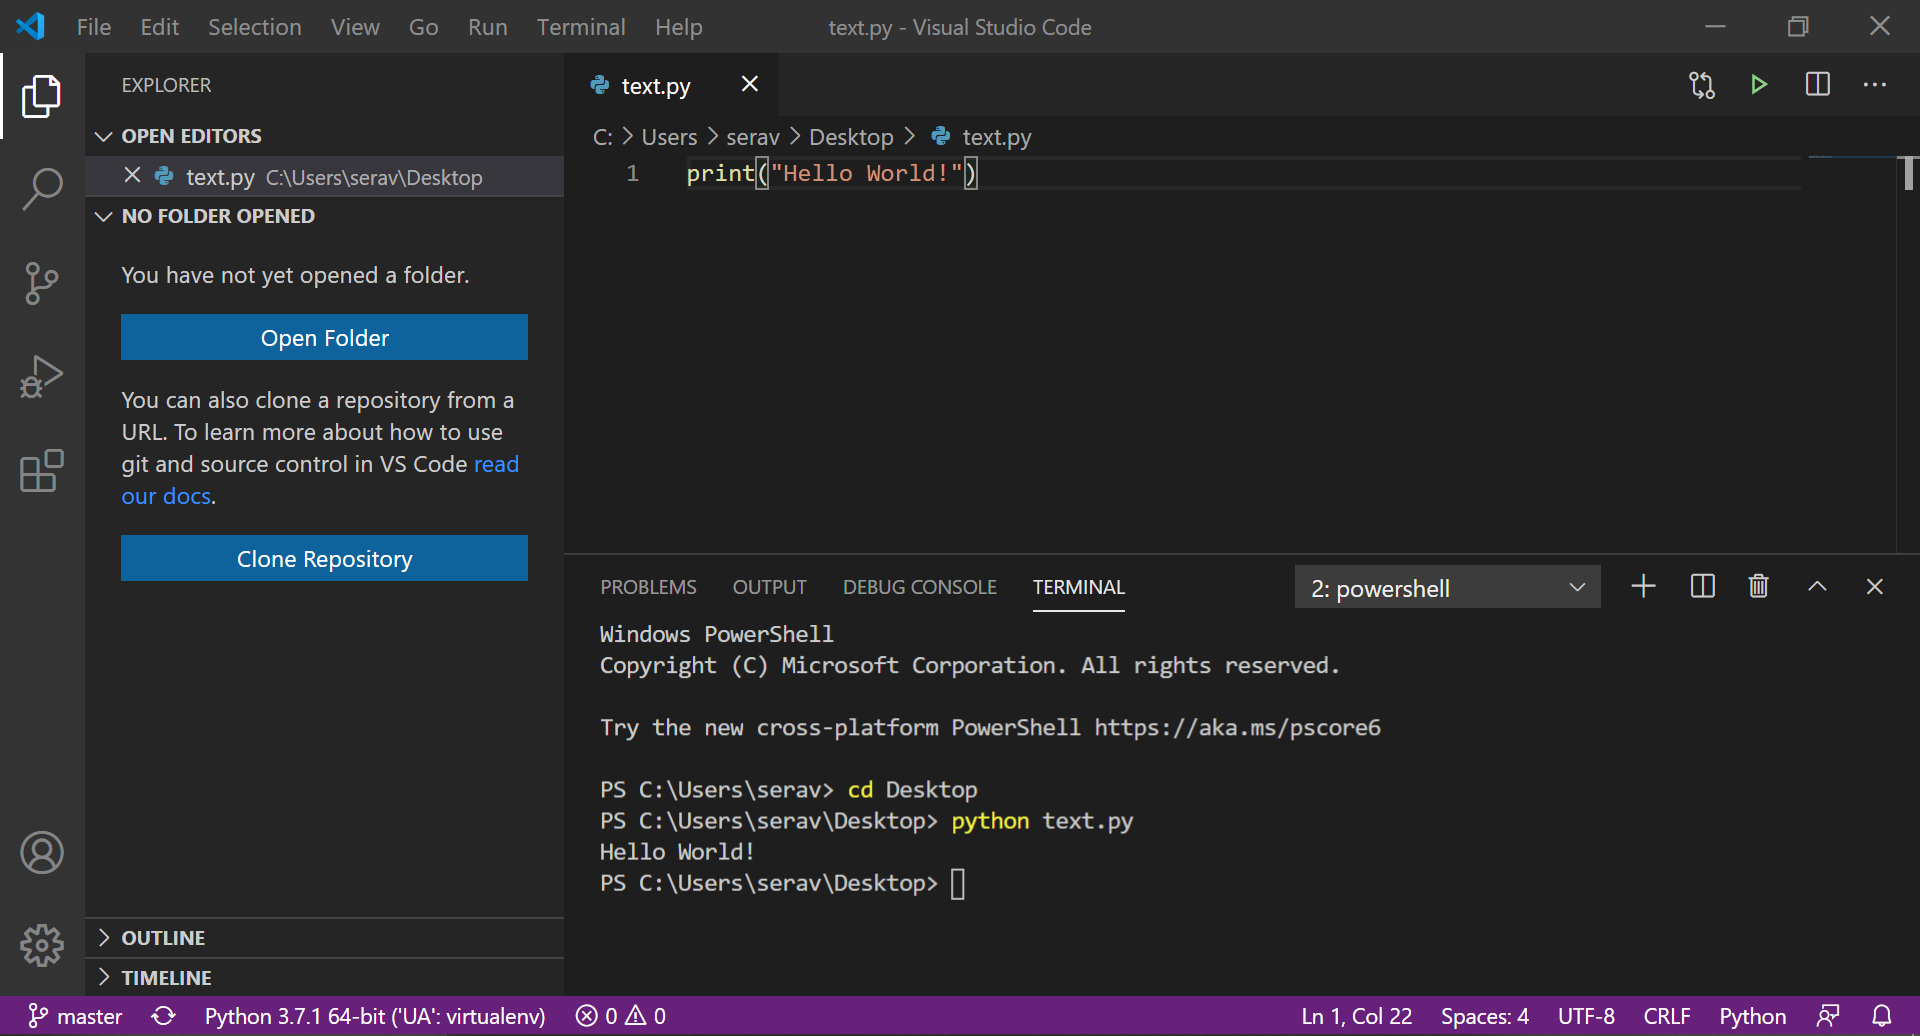 File Edit Selection View Go Run Terminal Help text.py - Visual Studio Code
EXPLORER
OPEN EDITORS
text.py C:\Users\serav\Desktop
NO FOLDER OPENED
You have not yet opened a folder.
Open Folder
You can also clone a repository from a
URL. To learn more about how to use
git and source control in VS Code read
our docs.
Clone Repository
OUTLINE
TIMELINE
text.py
C: > Users > serav > Desktop > text.py
1 print("Hello World!")
PROBLEMS OUTPUT DEBUG CONSOLE TERMINAL 2: powershell
Windows PowerShell
Copyright (C) Microsoft Corporation. All rights reserved.
Try the new cross-platform PowerShell https://aka.ms/pscore6
PS C:\Users\serav> cd Desktop
PS C:\Users\serav\Desktop> python text.py
Hello World!
PS C:\Users\serav\Desktop>
master Python 3.7.1 64-bit ('UA': virtualenv) 0 0 Ln 1, Col 22 Spaces: 4 UTF-8 CRLF Python